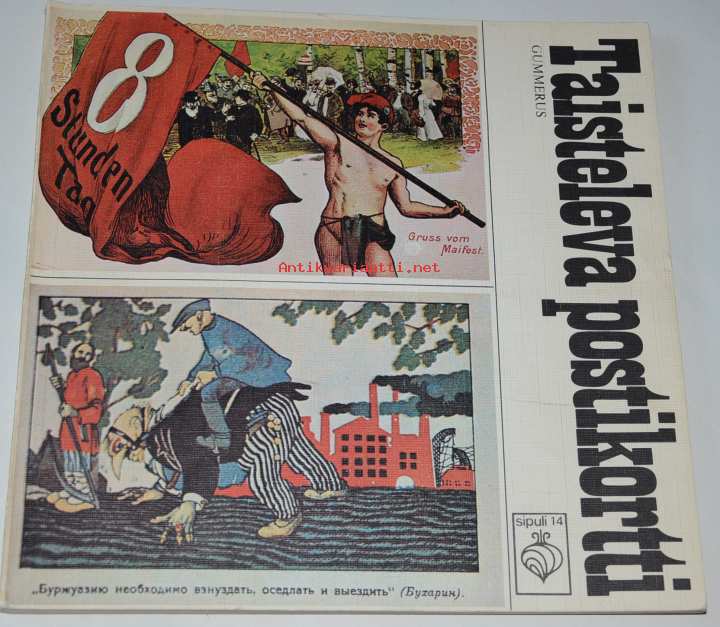 8
Stunden
Tag
Gruss vom
Maifest.
Antikvariaatti.net
„Буржуазию необходимо взнуздать, оседлать и выездить“ (Бухарин).
Taisteleva postikortti
GUMMERUS
sipuli 14